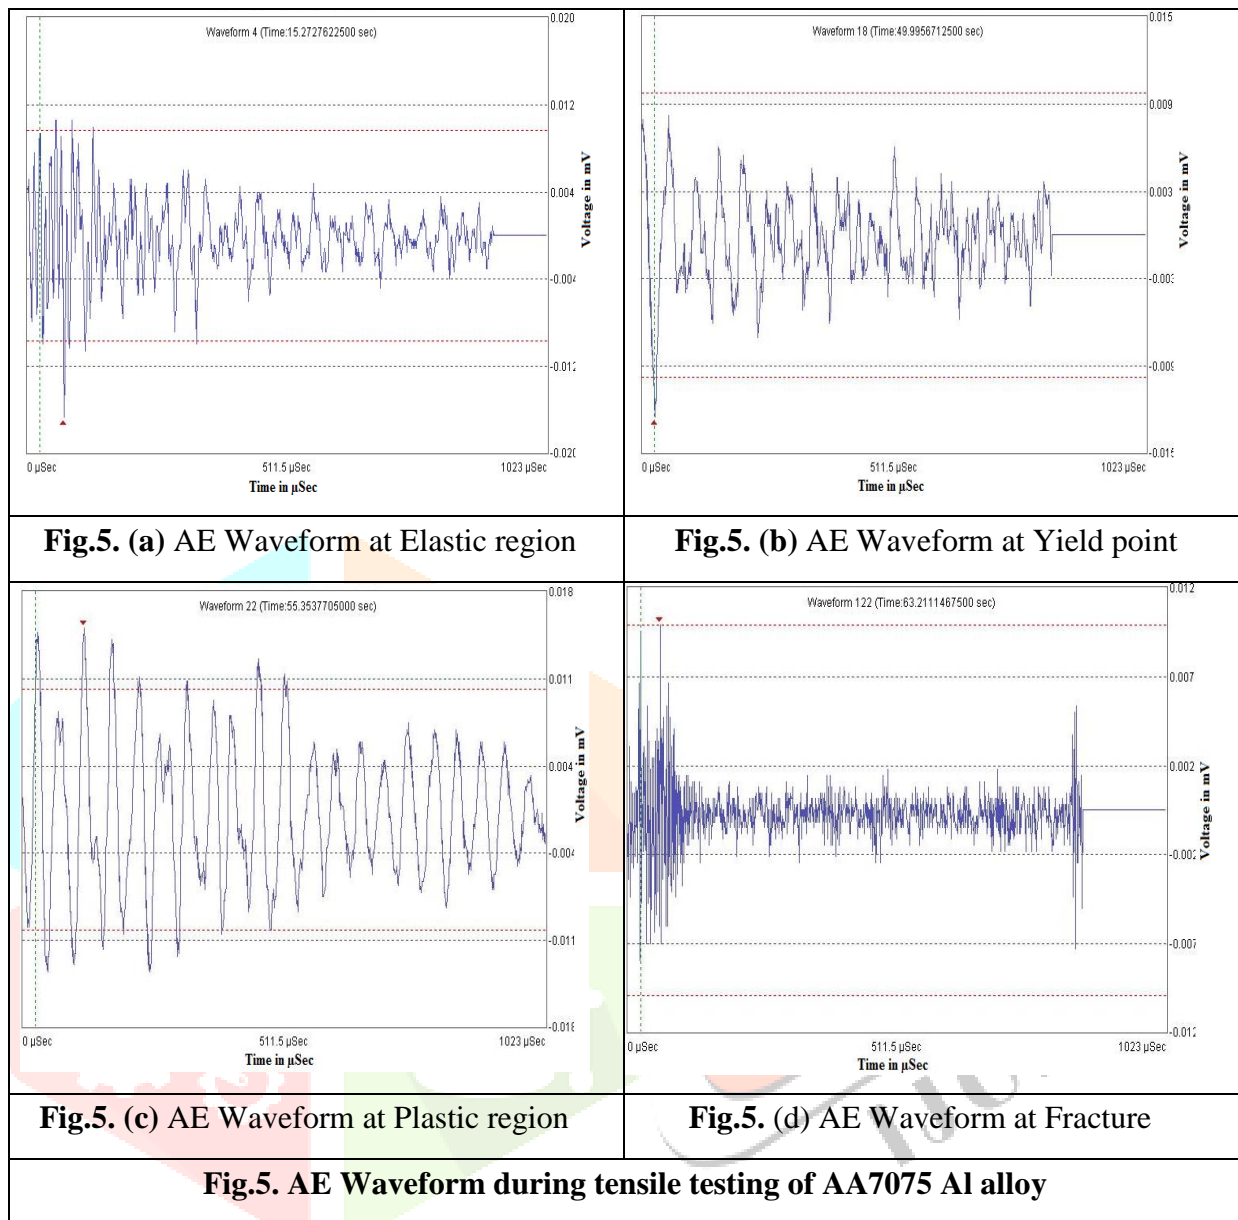 Waveform 4 (Time:15.2727622500 sec)
0.020
0.012
0.004
-0.004
-0.012
-0.020
Voltage in mV
0 µSec 511.5 µSec 1023 µSec
Time in µSec
Fig.5. (a) AE Waveform at Elastic region
Waveform 18 (Time:49.9956712500 sec)
0.015
0.009
0.003
-0.003
-0.009
-0.015
Voltage in mV
0 µSec 511.5 µSec 1023 µSec
Time in µSec
Fig.5. (b) AE Waveform at Yield point
Waveform 22 (Time:55.3537705000 sec)
0.018
0.011
0.004
-0.004
-0.011
-0.018
Voltage in mV
0 µSec 511.5 µSec 1023 µSec
Time in µSec
Fig.5. (c) AE Waveform at Plastic region
Waveform 122 (Time:63.2111467500 sec)
0.012
0.007
0.002
-0.002
-0.007
-0.012
Voltage in mV
0 µSec 511.5 µSec 1023 µSec
Time in µSec
Fig.5. (d) AE Waveform at Fracture
Fig.5. AE Waveform during tensile testing of AA7075 Al alloy